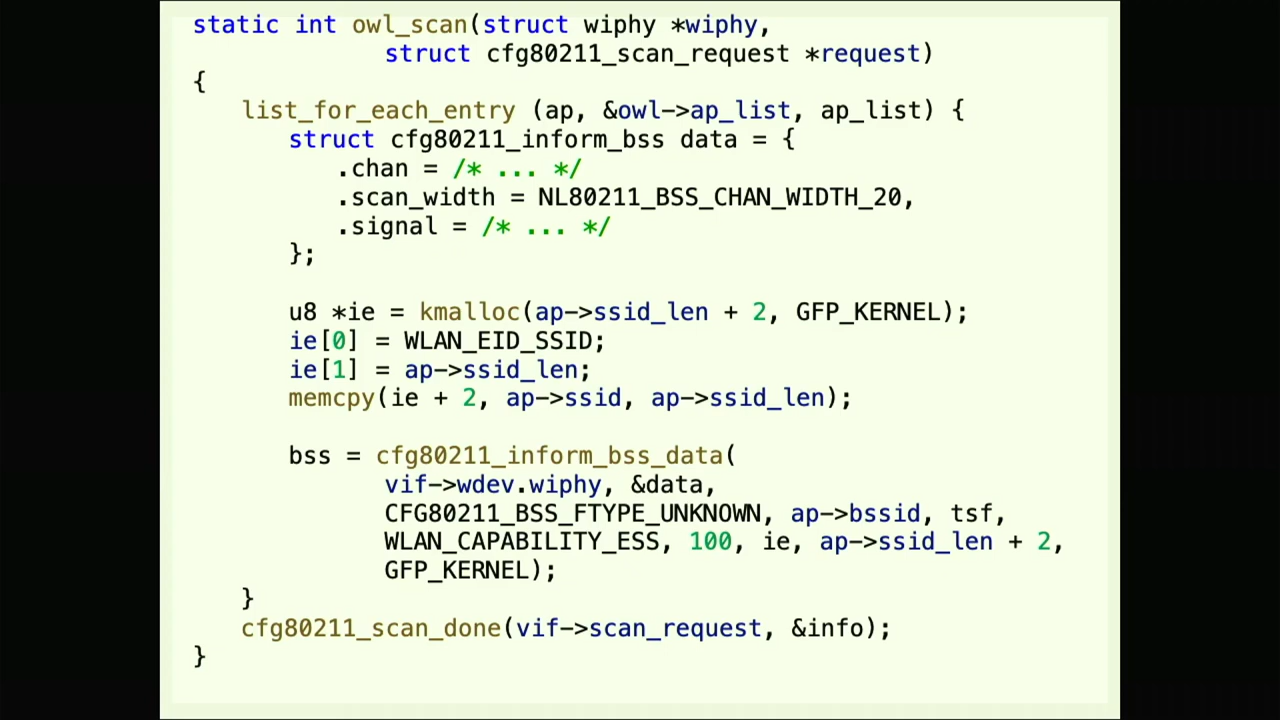 static int owl_scan(struct wiphy *wiphy,
struct cfg80211_scan_request *request)
{
list_for_each_entry (ap, &owl->ap_list, ap_list) {
struct cfg80211_inform_bss data = {
.chan = /* ... */
.scan_width = NL80211_BSS_CHAN_WIDTH_20,
.signal = /* ... */
};
u8 *ie = kmalloc(ap->ssid_len + 2, GFP_KERNEL);
ie[0] = WLAN_EID_SSID;
ie[1] = ap->ssid_len;
memcpy(ie + 2, ap->ssid, ap->ssid_len);
bss = cfg80211_inform_bss_data(
vif->wdev.wiphy, &data,
CFG80211_BSS_FTYPE_UNKNOWN, ap->bssid, tsf,
WLAN_CAPABILITY_ESS, 100, ie, ap->ssid_len + 2,
GFP_KERNEL);
}
cfg80211_scan_done(vif->scan_request, &info);
}